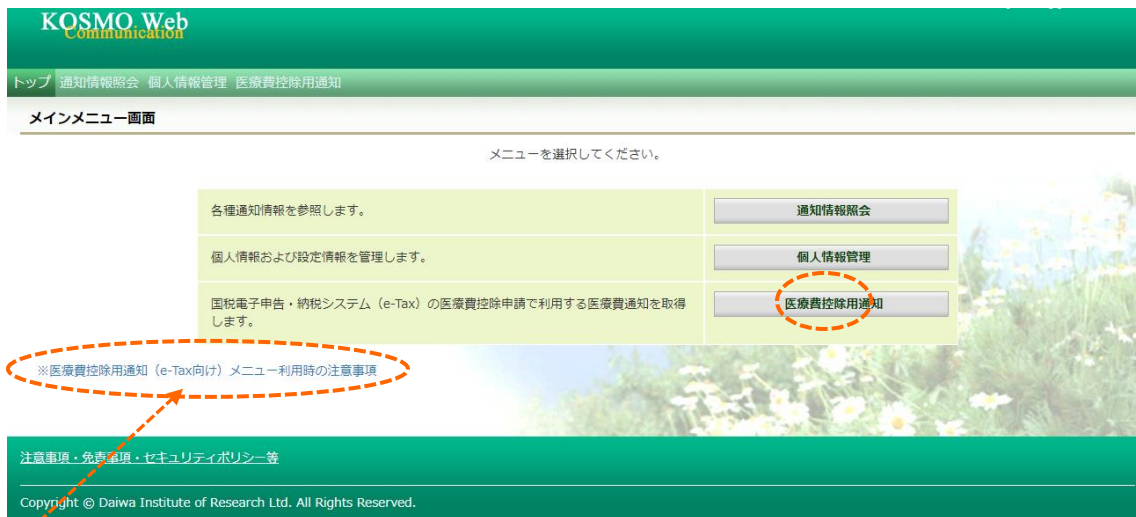 KOSMO Web
Communication
トップ 通知情報照会 個人情報管理 医療費控除用通知
メインメニュー画面
メニューを選択してください。
各種通知情報を参照します。
通知情報照会
個人情報および設定情報を管理します。
個人情報管理
国税電子申告・納税システム（e-Tax）の医療費控除申請で利用する医療費通知を取得
します。
医療費控除用通知
※医療費控除用通知（e-Tax向け）メニュー利用時の注意事項
注意事項・免責事項・セキュリティポリシー等
Copyright © Daiwa Institute of Research Ltd. All Rights Reserved.